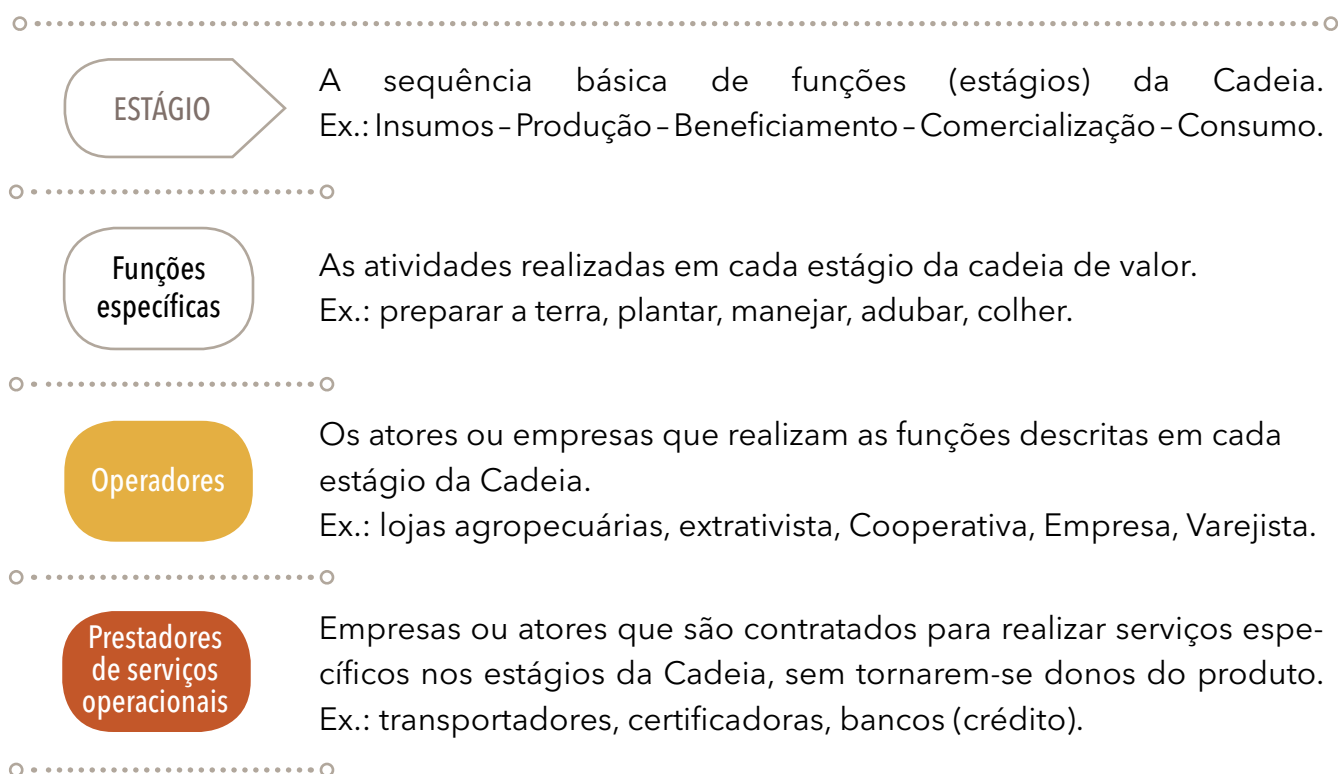 ESTÁGIO
A sequência básica de funções (estágios) da Cadeia.
Ex.: Insumos – Produção – Beneficiamento – Comercialização – Consumo.
Funções
específicas
As atividades realizadas em cada estágio da cadeia de valor.
Ex.: preparar a terra, plantar, manejar, adubar, colher.
Operadores
Os atores ou empresas que realizam as funções descritas em cada
estágio da Cadeia.
Ex.: lojas agropecuárias, extrativista, Cooperativa, Empresa, Varejista.
Prestadores
de serviços
operacionais
Empresas ou atores que são contratados para realizar serviços espe-
cíficos nos estágios da Cadeia, sem tornarem-se donos do produto.
Ex.: transportadores, certificadoras, bancos (crédito).